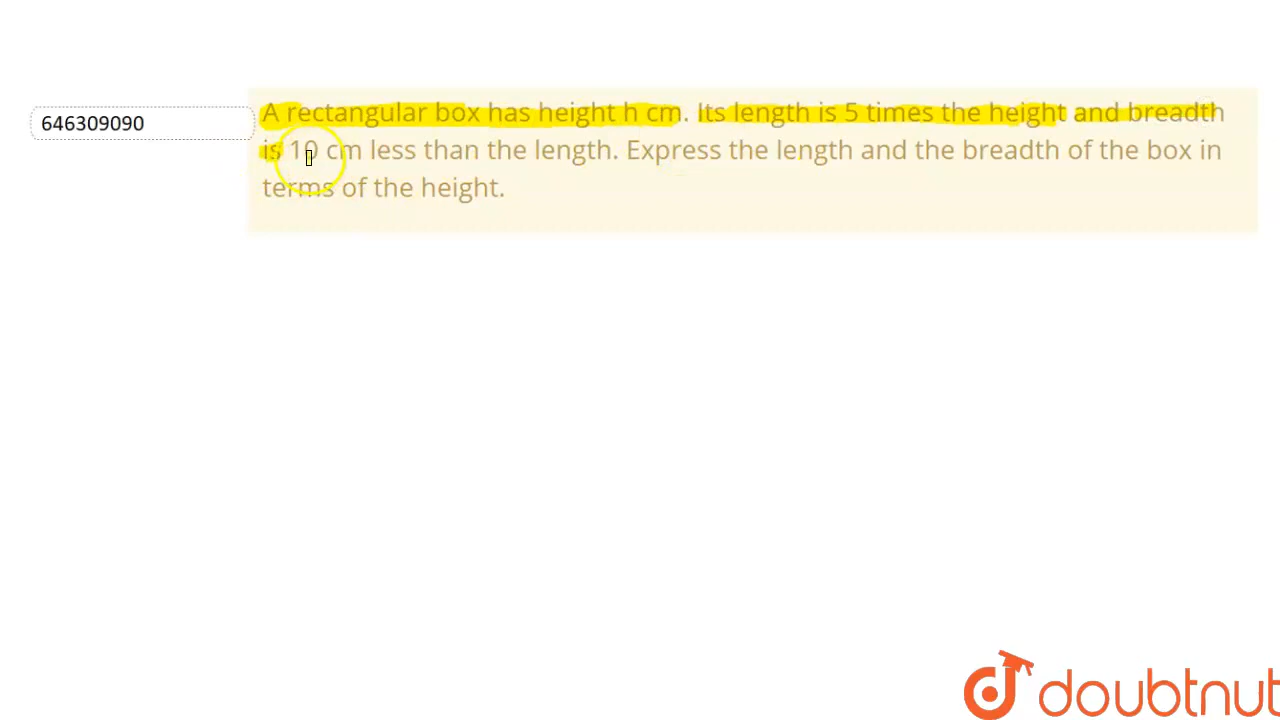 646309090
A rectangular box has height h cm. Its length is 5 times the height and breadth
is 10 cm less than the length. Express the length and the breadth of the box in
terms of the height.
doubtnut